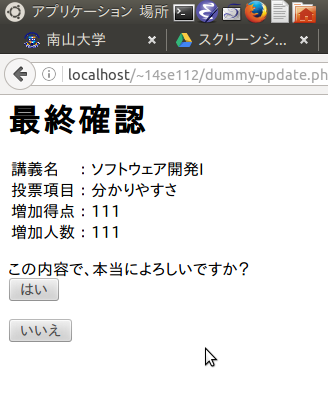 アプリケーション 場所
南山大学 × スクリーンシ... ×
localhost/~14se112/dummy-update.ph
最終確認
講義名 : ソフトウェア開発I
投票項目 : 分かりやすさ
増加得点 : 111
増加人数 : 111
この内容で、本当によろしいですか?
はい
いいえ